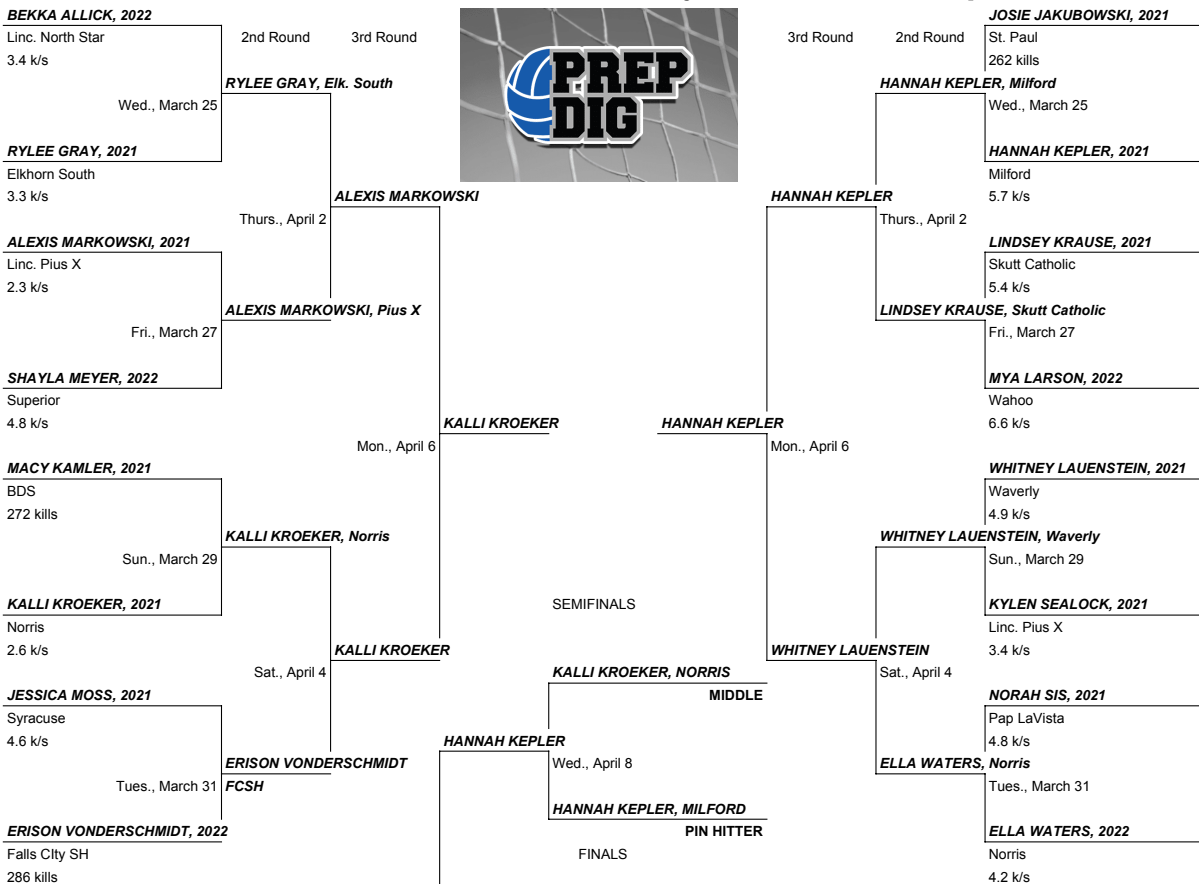 BEKKA ALLICK, 2022
Linc. North Star
3.4 k/s
2nd Round
3rd Round
RYLEE GRAY, Elk. South
Wed., March 25
RYLEE GRAY, 2021
Elkhorn South
3.3 k/s
ALEXIS MARKOWSKI
Thurs., April 2
ALEXIS MARKOWSKI, 2021
Linc. Pius X
2.3 k/s
ALEXIS MARKOWSKI, Pius X
Fri., March 27
SHAYLA MEYER, 2022
Superior
4.8 k/s
KALLI KROEKER
Mon., April 6
MACY KAMLER, 2021
BDS
272 kills
KALLI KROEKER, Norris
Sun., March 29
KALLI KROEKER, 2021
Norris
2.6 k/s
KALLI KROEKER
Sat., April 4
JESSICA MOSS, 2021
Syracuse
4.6 k/s
ERISON VONDERSCHMIDT
Tues., March 31
FCSH
ERISON VONDERSCHMIDT, 2022
Falls CIty SH
286 kills
PREP
DIG
SEMIFINALS
KALLI KROEKER, NORRIS
MIDDLE
HANNAH KEPLER
Wed., April 8
HANNAH KEPLER, MILFORD
PIN HITTER
FINALS
3rd Round
2nd Round
JOSIE JAKUBOWSKI, 2021
St. Paul
262 kills
HANNAH KEPLER, Milford
Wed., March 25
HANNAH KEPLER, 2021
Milford
5.7 k/s
HANNAH KEPLER
Thurs., April 2
LINDSEY KRAUSE, 2021
Skutt Catholic
5.4 k/s
LINDSEY KRAUSE, Skutt Catholic
Fri., March 27
MYA LARSON, 2022
Wahoo
6.6 k/s
HANNAH KEPLER
Mon., April 6
WHITNEY LAUENSTEIN, 2021
Waverly
4.9 k/s
WHITNEY LAUENSTEIN, Waverly
Sun., March 29
KYLEN SEALOCK, 2021
Linc. Pius X
3.4 k/s
WHITNEY LAUENSTEIN
Sat., April 4
NORAH SIS, 2021
Pap LaVista
4.8 k/s
ELLA WATERS, Norris
Tues., March 31
ELLA WATERS, 2022
Norris
4.2 k/s